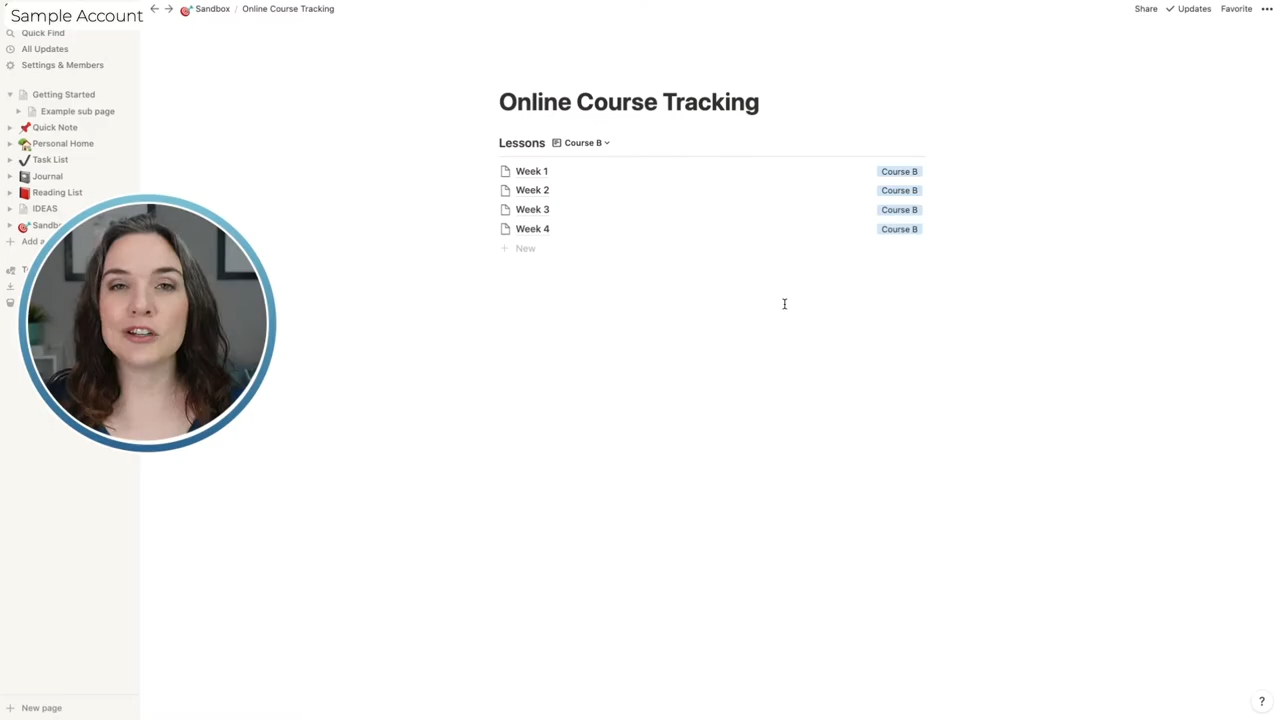 Sample Account
Sandbox / Online Course Tracking
Share
Updates
Favorite
Quick Find
All Updates
Settings & Members
Getting Started
Example sub page
Quick Note
Personal Home
Task List
Journal
Reading List
IDEAS
Add a
New page
Online Course Tracking
Lessons Course B
Week 1 Course B
Week 2 Course B
Week 3 Course B
Week 4 Course B
+ New
?